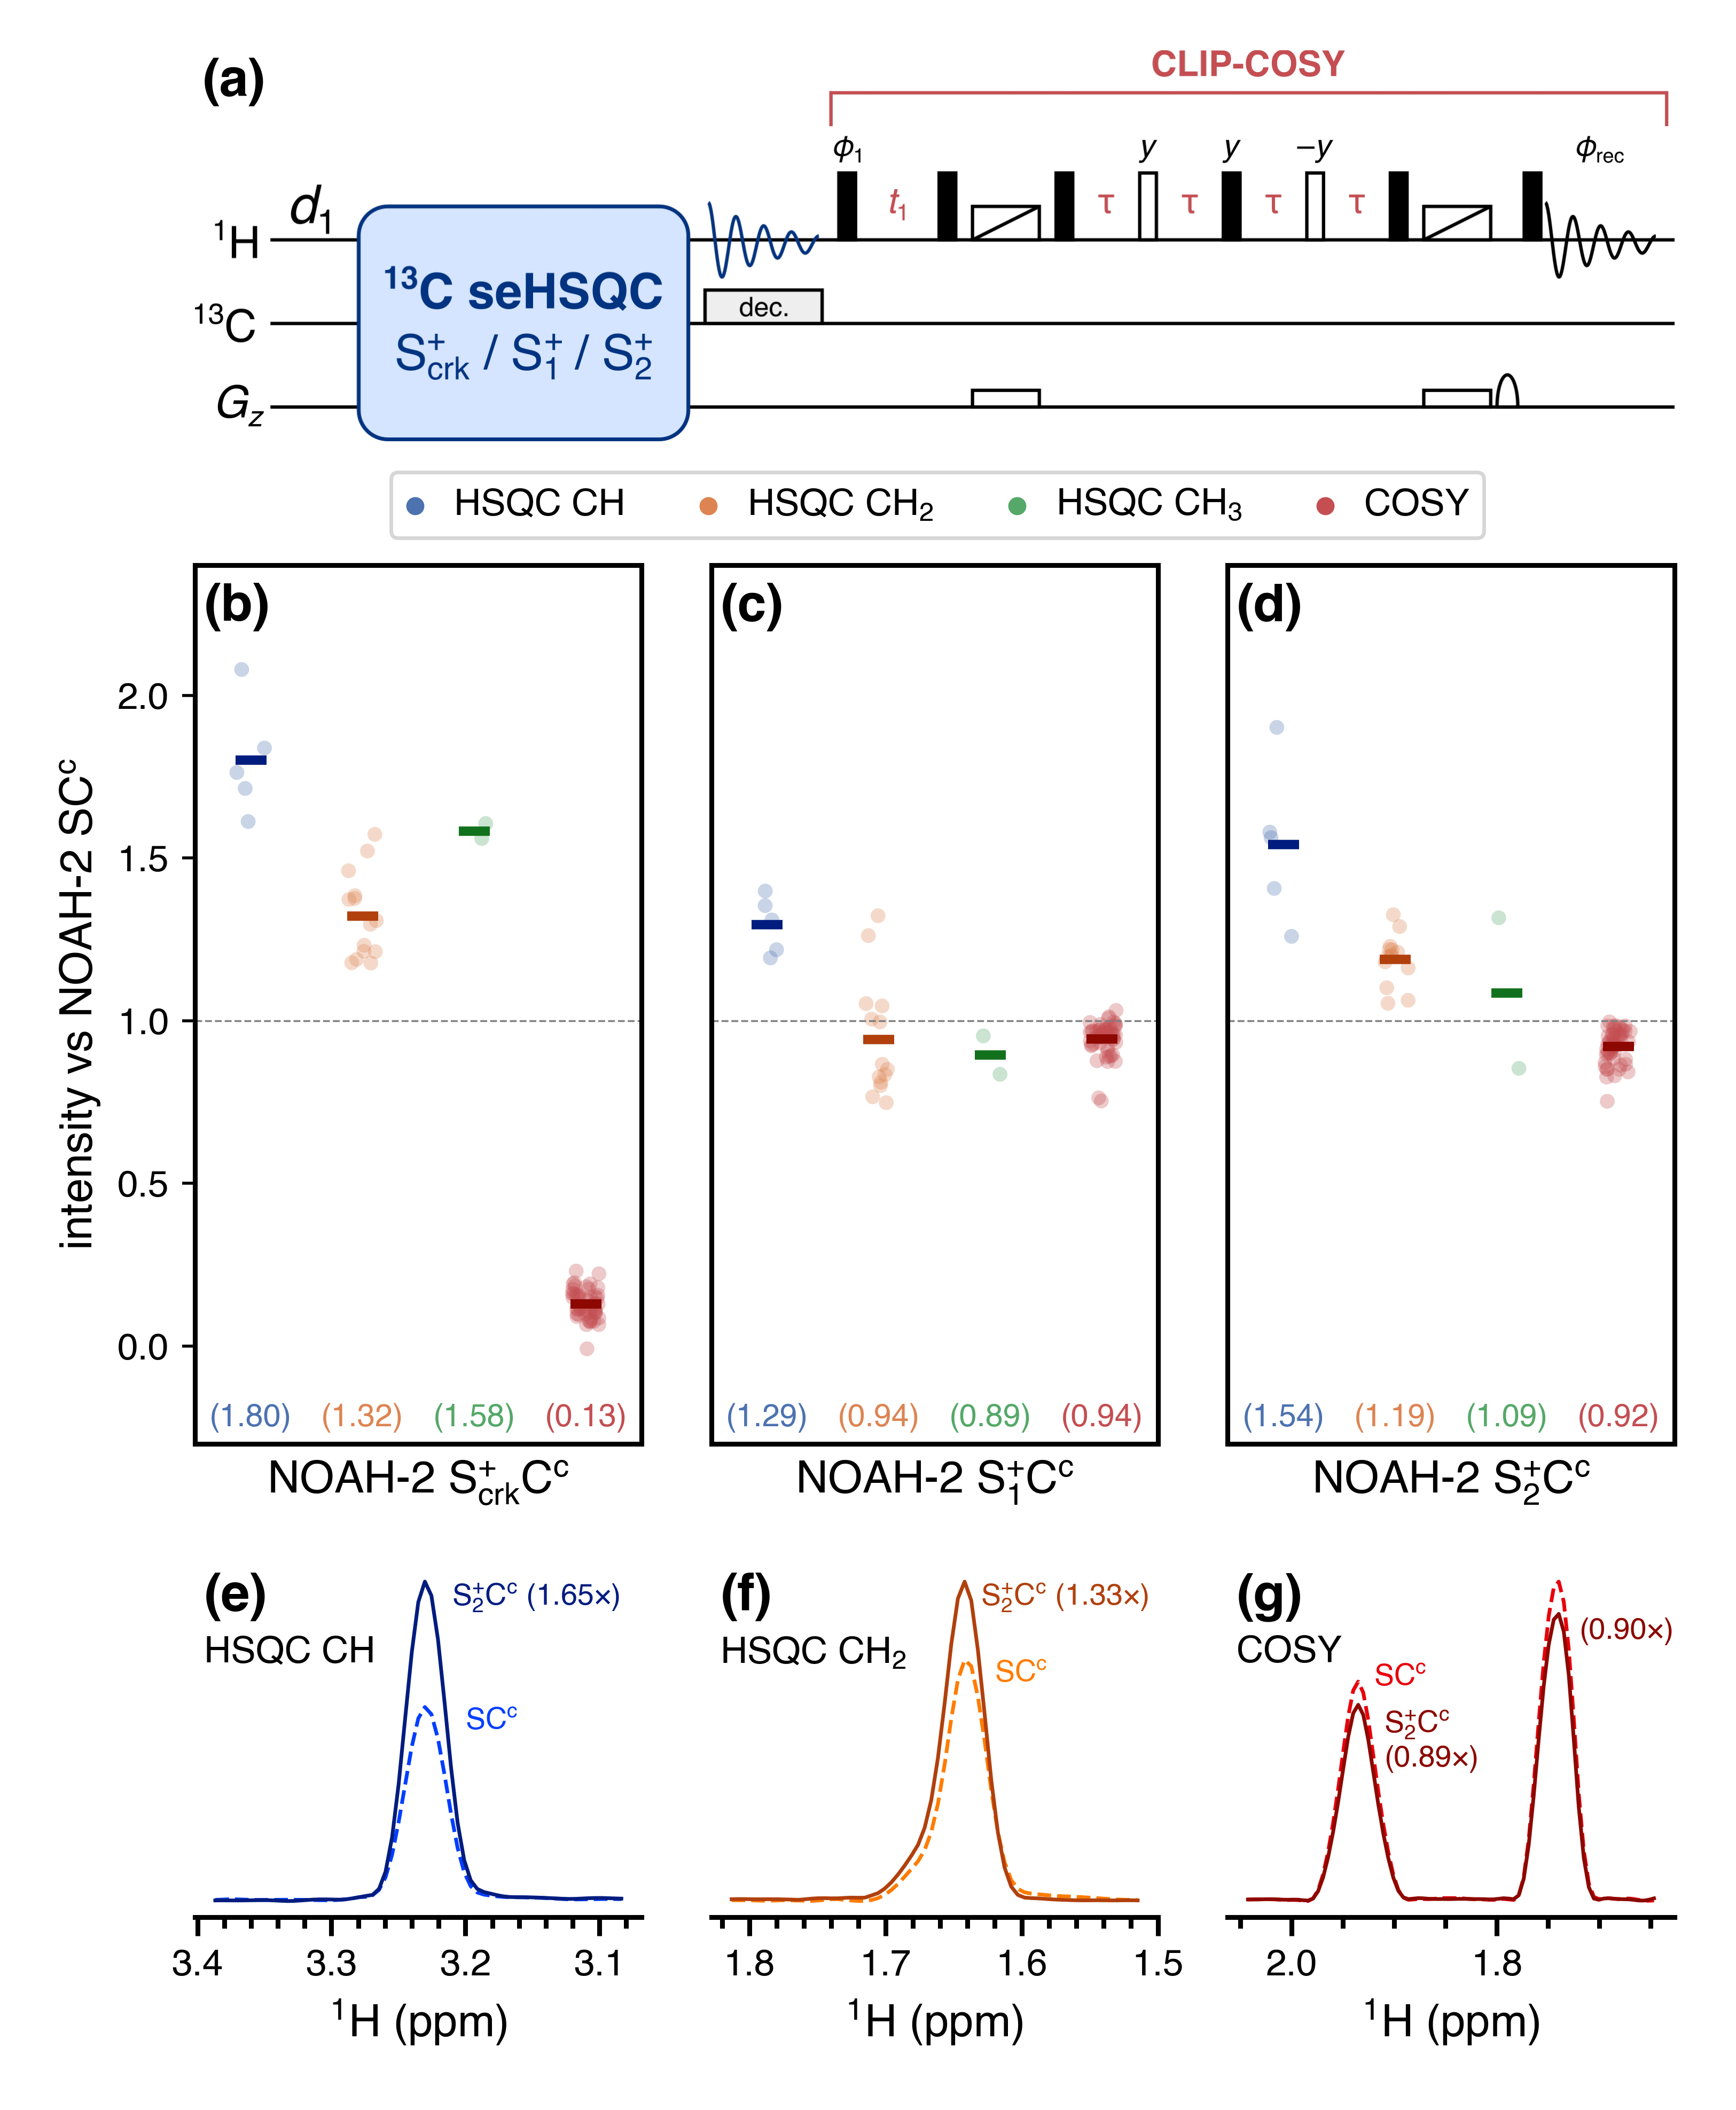 (a)
CLIP-COSY
ϕ1 y y −y ϕrec
d1 t1 τ τ τ τ
1H
13C seHSQC
S+crk / S+1 / S+2
13C dec.
Gz
HSQC CH HSQC CH2 HSQC CH3 COSY
(b) (c) (d)
intensity vs NOAH-2 SCc
2.0
1.5
1.0
0.5
0.0
(1.80) (1.32) (1.58) (0.13)
(1.29) (0.94) (0.89) (0.94)
(1.54) (1.19) (1.09) (0.92)
NOAH-2 S+crkCc
NOAH-2 S+1Cc
NOAH-2 S+2Cc
(e)
HSQC CH
S+2Cc (1.65×)
SCc
3.4 3.3 3.2 3.1
1H (ppm)
(f)
HSQC CH2
S+2Cc (1.33×)
SCc
1.8 1.7 1.6 1.5
1H (ppm)
(g)
COSY
(0.90×)
SCc
S+2Cc
(0.89×)
2.0 1.8
1H (ppm)